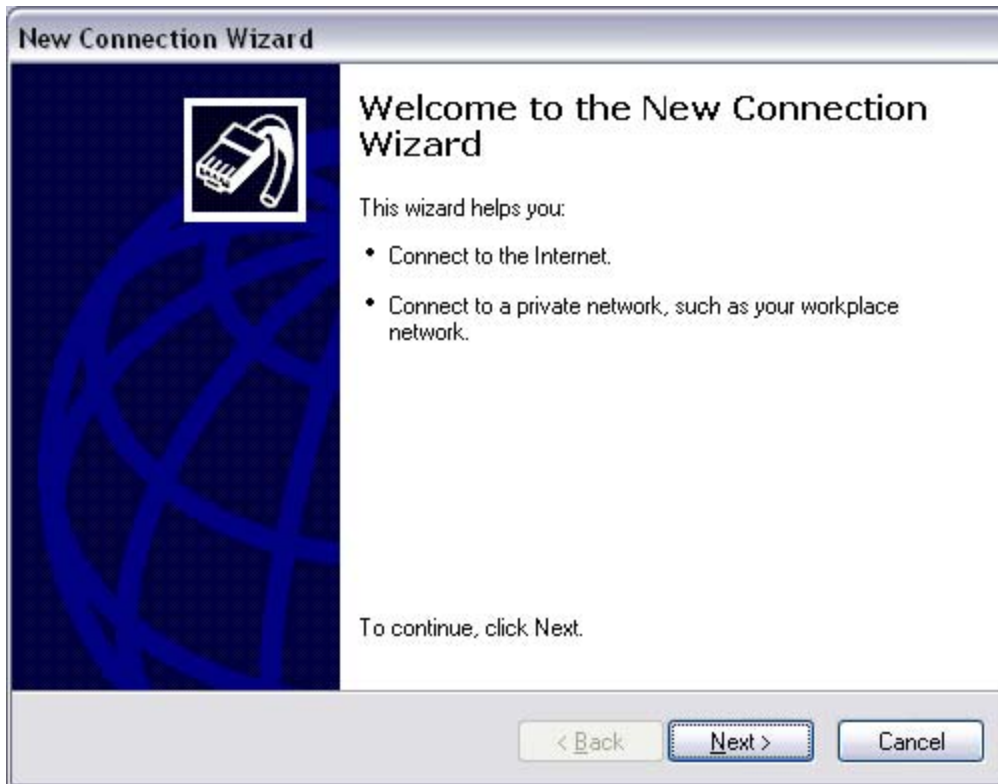 New Connection Wizard
Welcome to the New Connection
Wizard
This wizard helps you:
• Connect to the Internet.
• Connect to a private network, such as your workplace
network.
To continue, click Next.
< Back
Next >
Cancel